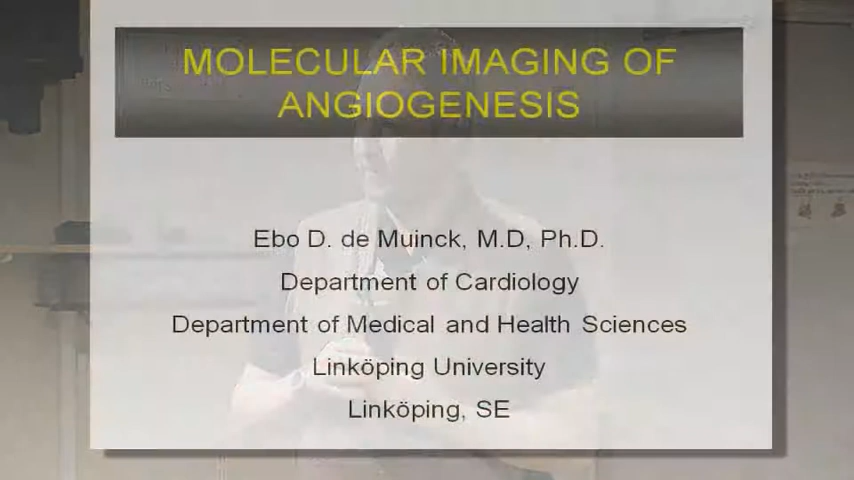 MOLECULAR IMAGING OF
ANGIOGENESIS
Ebo D. de Muinck, M.D, Ph.D.
Department of Cardiology
Department of Medical and Health Sciences
Linköping University
Linköping, SE